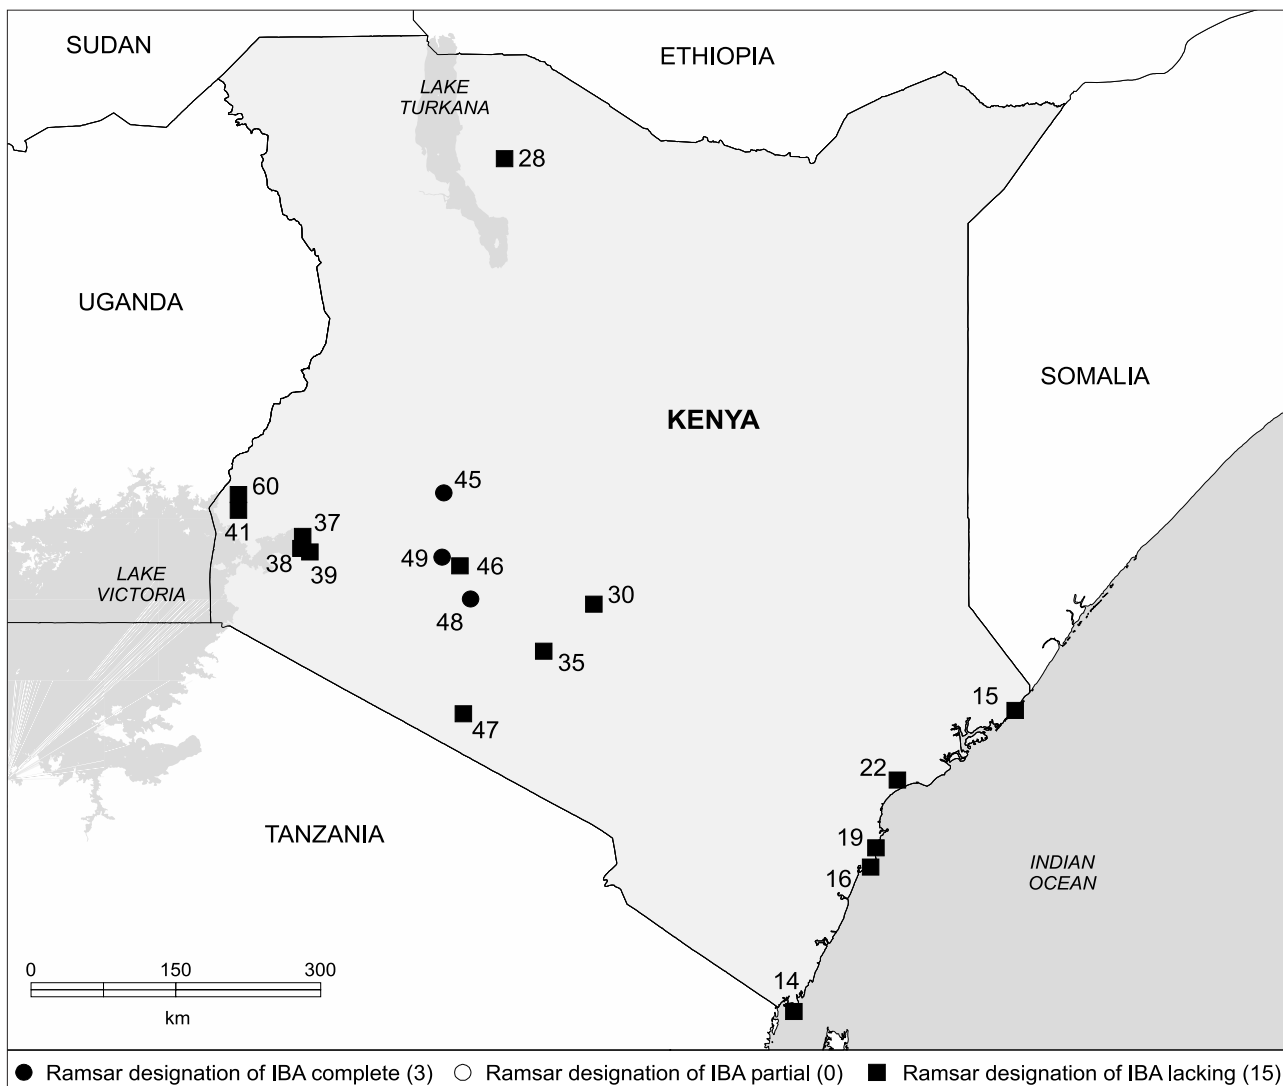 SUDAN
ETHIOPIA
LAKE
TURKANA
28
UGANDA
SOMALIA
KENYA
60
45
41
37
38
39
49
46
LAKE
VICTORIA
30
48
35
15
47
22
TANZANIA
19
16
INDIAN
OCEAN
0 150 300
km
14
Ramsar designation of IBA complete (3) Ramsar designation of IBA partial (0) Ramsar designation of IBA lacking (15)